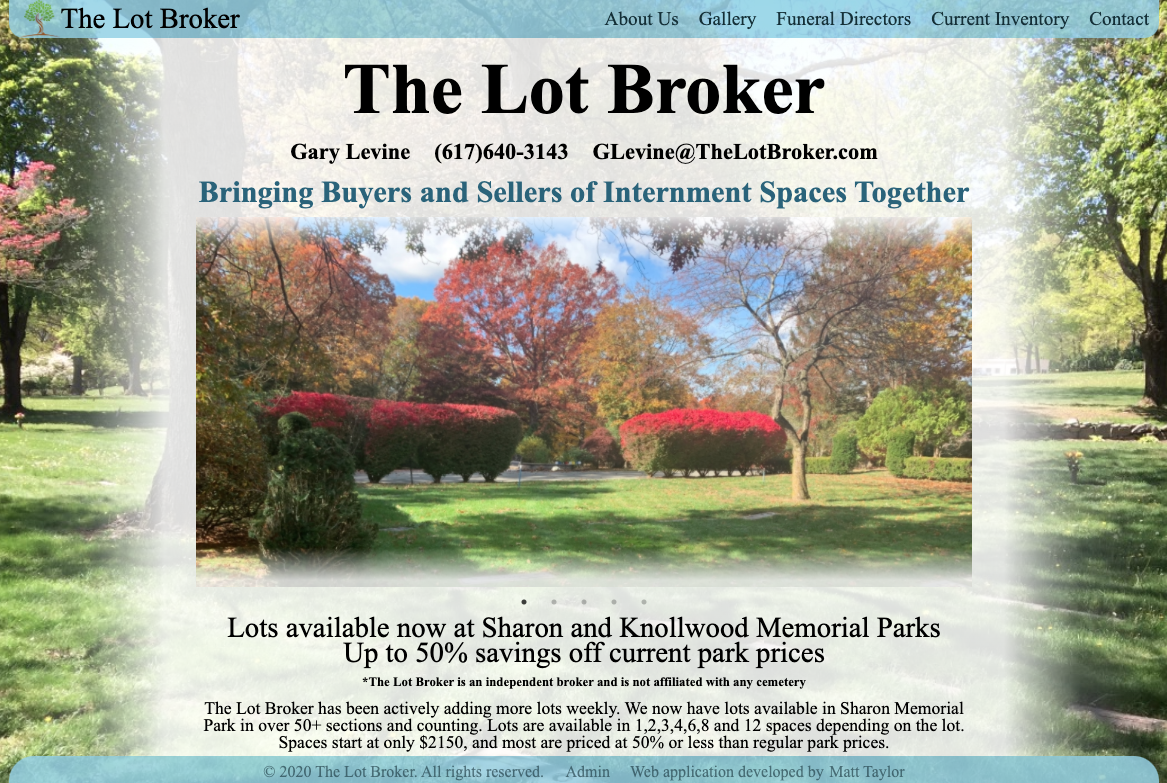 The Lot Broker About Us Gallery Funeral Directors Current Inventory Contact
The Lot Broker
Gary Levine (617)640-3143 GLevine@TheLotBroker.com
Bringing Buyers and Sellers of Internment Spaces Together
Lots available now at Sharon and Knollwood Memorial Parks
Up to 50% savings off current park prices
*The Lot Broker is an independent broker and is not affiliated with any cemetery
The Lot Broker has been actively adding more lots weekly. We now have lots available in Sharon Memorial
Park in over 50+ sections and counting. Lots are available in 1,2,3,4,6,8 and 12 spaces depending on the lot.
Spaces start at only $2150, and most are priced at 50% or less than regular park prices.
© 2020 The Lot Broker. All rights reserved. Admin Web application developed by Matt Taylor